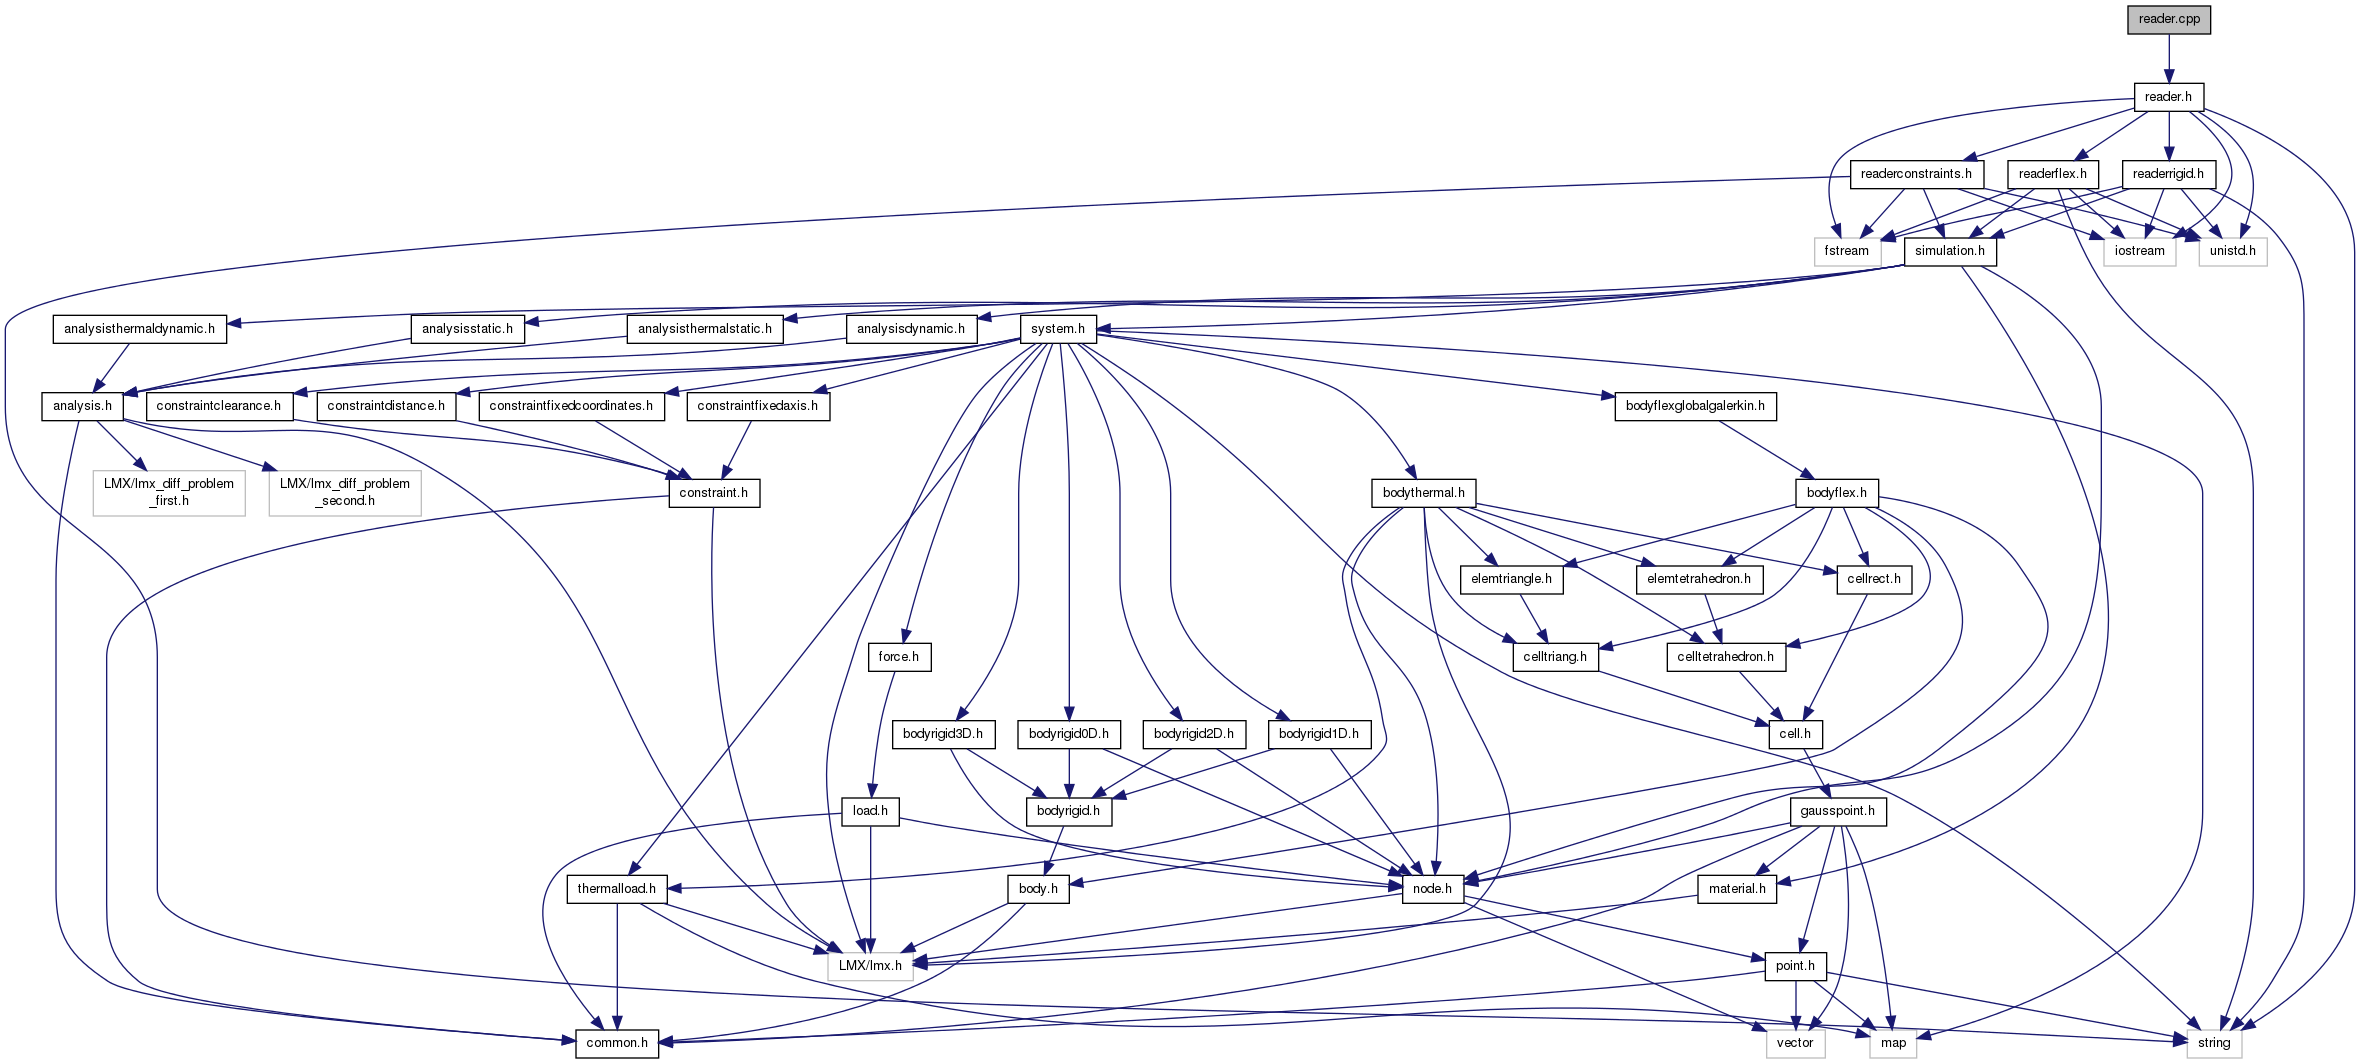 reader.cpp
reader.h
readerconstraints.h
readerflex.h
readerrigid.h
fstream
simulation.h
iostream
unistd.h
analysisthermaldynamic.h
analysisstatic.h
analysisthermalstatic.h
analysisdynamic.h
system.h
analysis.h
constraintclearance.h
constraintdistance.h
constraintfixedcoordinates.h
constraintfixedaxis.h
bodyflexglobalgalerkin.h
LMX/lmx_diff_problem
_first.h
LMX/lmx_diff_problem
_second.h
constraint.h
bodythermal.h
bodyflex.h
elemtriangle.h
elemtetrahedron.h
cellrect.h
force.h
celltriang.h
celltetrahedron.h
bodyrigid3D.h
bodyrigid0D.h
bodyrigid2D.h
bodyrigid1D.h
cell.h
load.h
bodyrigid.h
gausspoint.h
thermalload.h
body.h
node.h
material.h
LMX/lmx.h
point.h
common.h
vector
map
string